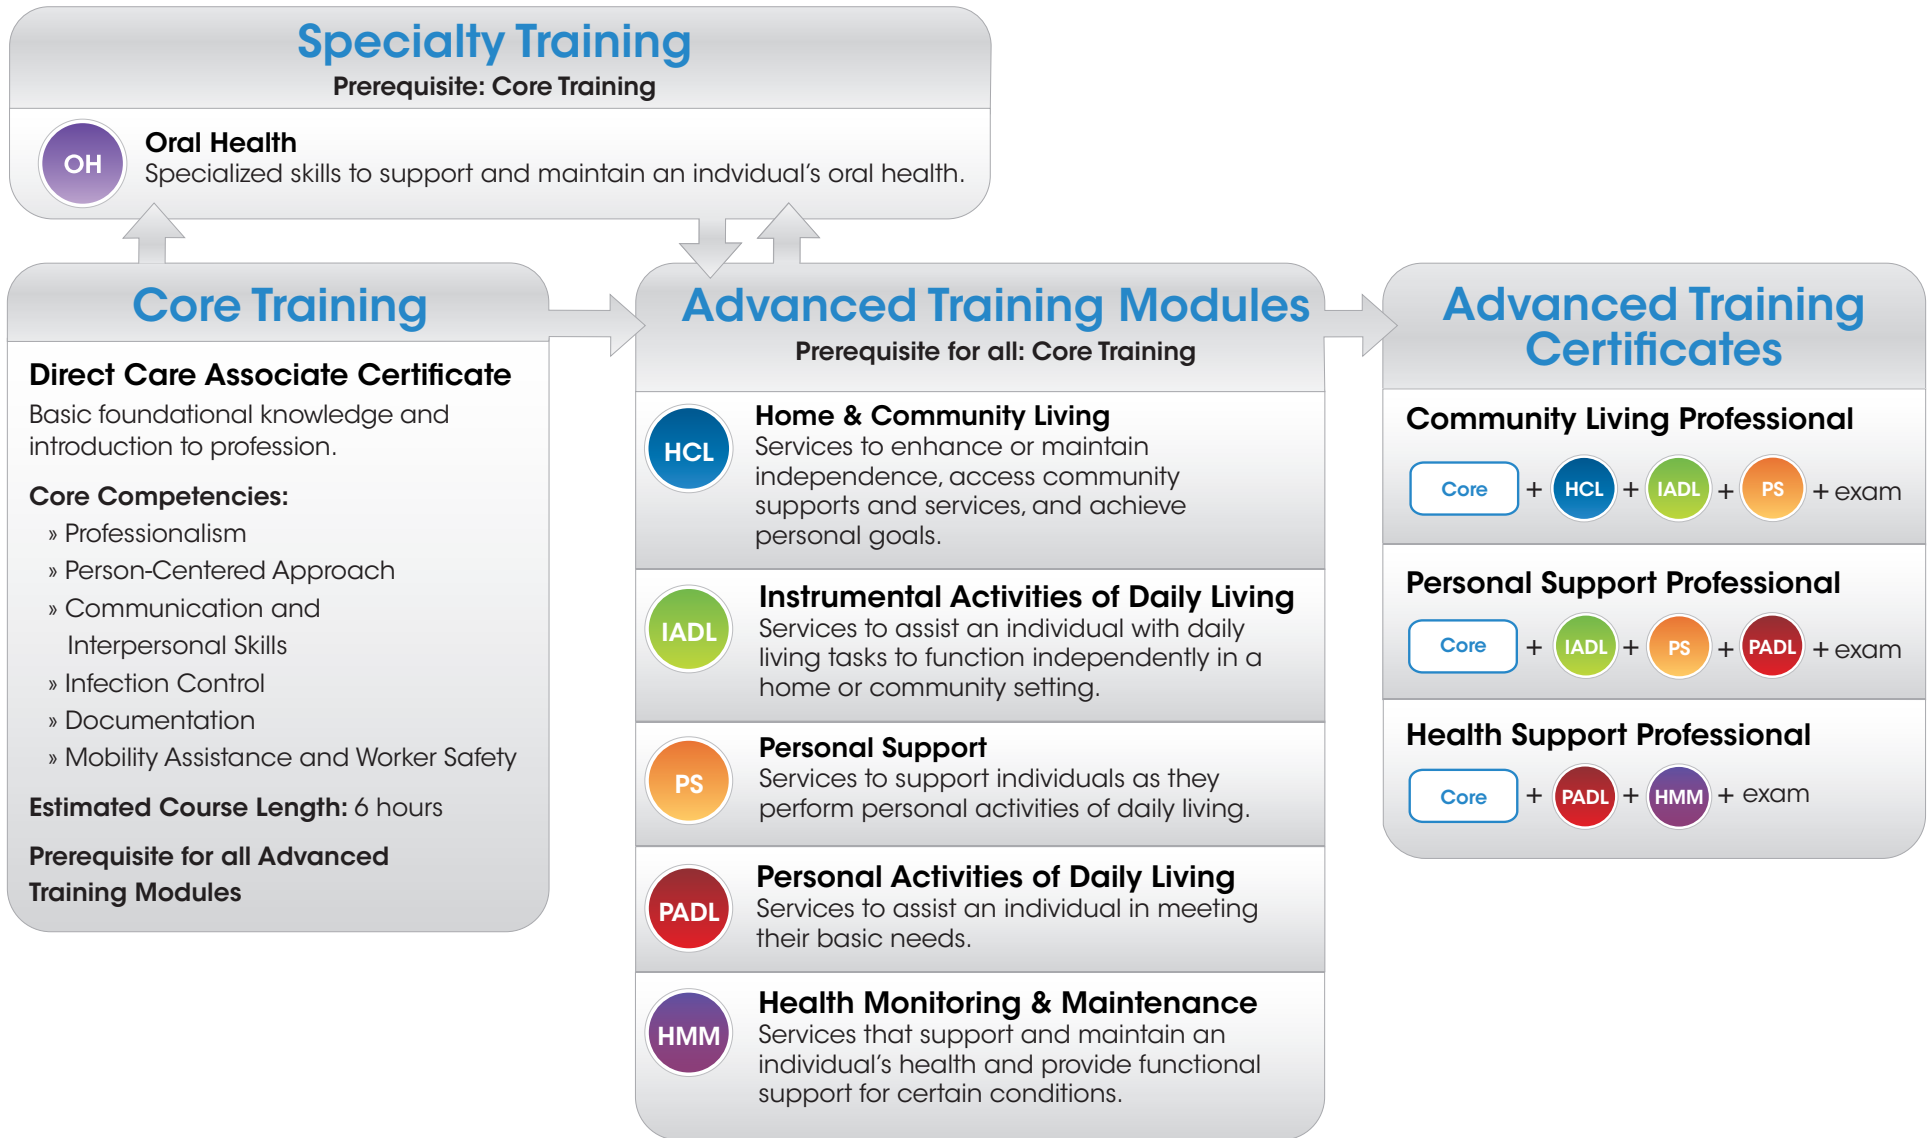 Specialty Training
Prerequisite: Core Training
OH
Oral Health
Specialized skills to support and maintain an indvidual’s oral health.
Core Training
Direct Care Associate Certificate
Basic foundational knowledge and
introduction to profession.
Core Competencies:
» Professionalism
» Person-Centered Approach
» Communication and
Interpersonal Skills
» Infection Control
» Documentation
» Mobility Assistance and Worker Safety
Estimated Course Length: 6 hours
Prerequisite for all Advanced
Training Modules
Advanced Training Modules
Prerequisite for all: Core Training
HCL
Home & Community Living
Services to enhance or maintain
independence, access community
supports and services, and achieve
personal goals.
IADL
Instrumental Activities of Daily Living
Services to assist an individual with daily
living tasks to function independently in a
home or community setting.
PS
Personal Support
Services to support individuals as they
perform personal activities of daily living.
PADL
Personal Activities of Daily Living
Services to assist an individual in meeting
their basic needs.
HMM
Health Monitoring & Maintenance
Services that support and maintain an
individual’s health and provide functional
support for certain conditions.
Advanced Training
Certificates
Community Living Professional
Core + HCL + IADL + PS + exam
Personal Support Professional
Core + IADL + PS + PADL + exam
Health Support Professional
Core + PADL + HMM + exam